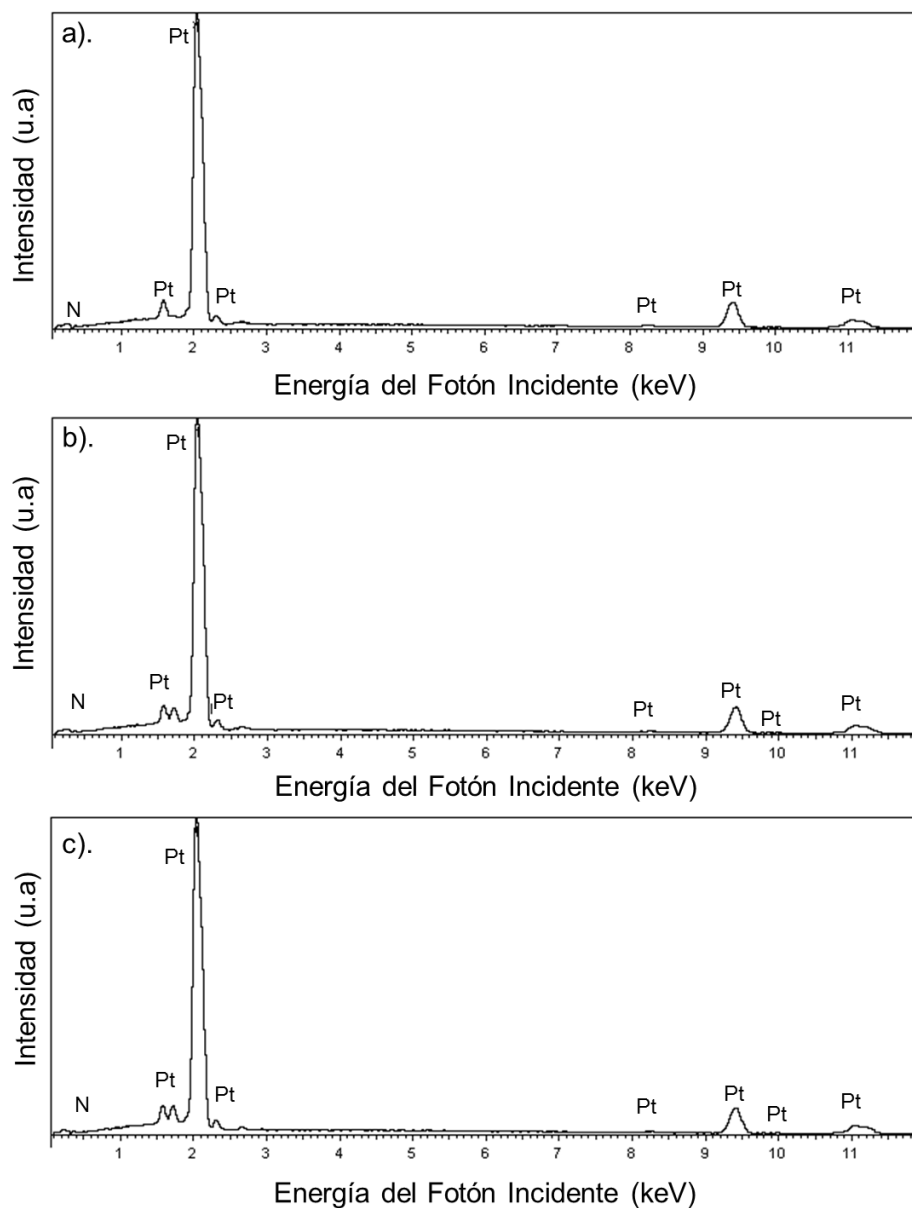 a).
Pt
Intensidad (u.a)
N
Pt
Pt
Pt
Pt
Pt
1 2 3 4 5 6 7 8 9 10 11
Energía del Fotón Incidente (keV)
b).
Pt
Intensidad (u.a)
N
Pt
Pt
Pt
Pt
Pt
Pt
1 2 3 4 5 6 7 8 9 10 11
Energía del Fotón Incidente (keV)
c).
Pt
Intensidad (u.a)
N
Pt
Pt
Pt
Pt
Pt
Pt
1 2 3 4 5 6 7 8 9 10 11
Energía del Fotón Incidente (keV)